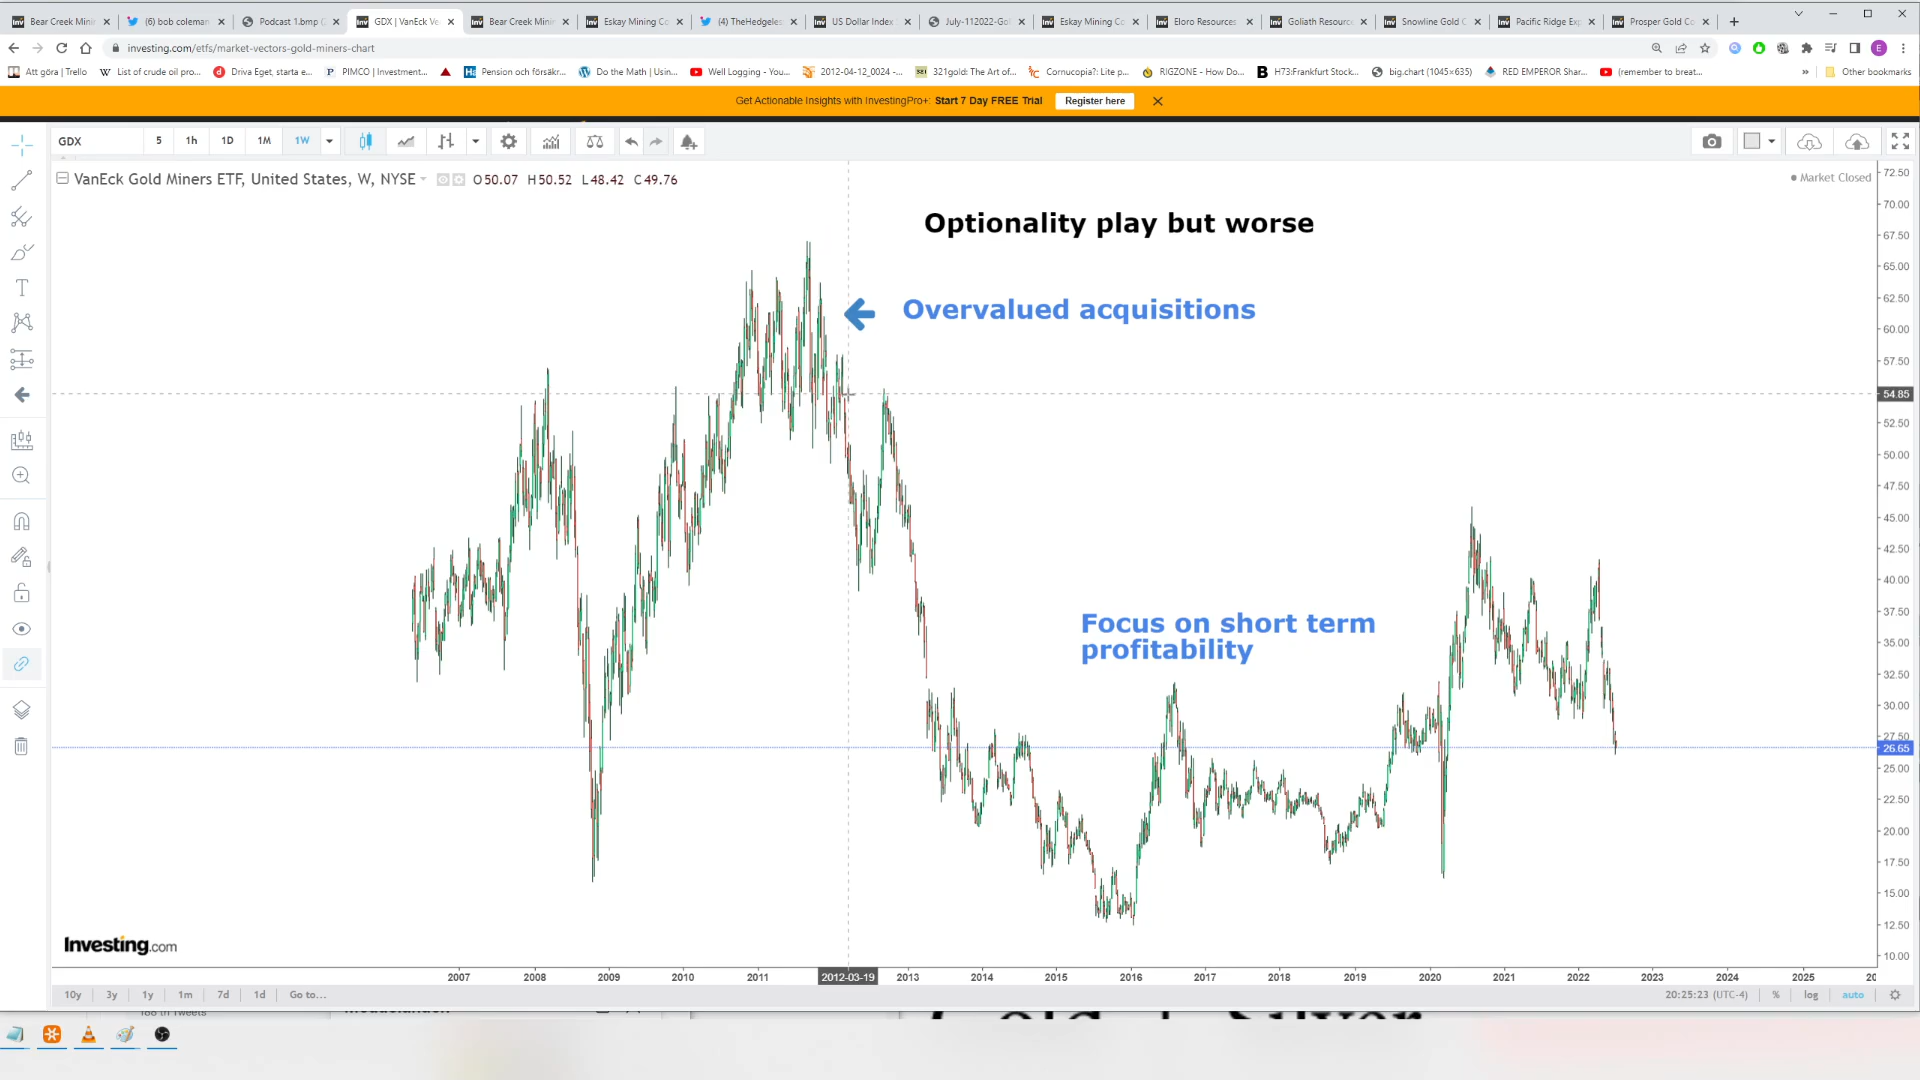 Bear Creek Mini
(6) bob coleman
Podcast 1.bmp (
GDX | VanEck Ve
Bear Creek Mini
Eskay Mining Co
(4) TheHedgeles
US Dollar Index
July-112022-Gol
Eskay Mining Co
Eloro Resources
Goliath Resourc
Snowline Gold C
Pacific Ridge Exp
Prosper Gold Co
investing.com/etfs/market-vectors-gold-miners-chart
E
Att göra | Trello
List of crude oil pro...
Driva Eget, starta e...
PIMCO | Investment...
Pension och försäkr...
Do the Math | Usin...
Well Logging - You...
2012-04-12_0024 -...
321gold: The Art of...
Cornucopia?: Lite p...
RIGZONE - How Do...
H73:Frankfurt Stock...
big.chart (1045×635)
RED EMPEROR Shar...
(remember to breat...
»
Other bookmarks
Get Actionable Insights with InvestingPro+: Start 7 Day FREE Trial
Register here
GDX
5
1h
1D
1M
1W
VanEck Gold Miners ETF, United States, W, NYSE
O50.07 H50.52 L48.42 C49.76
Market Closed
Optionality play but worse
Overvalued acquisitions
Focus on short term
profitability
72.50
70.00
67.50
65.00
62.50
60.00
57.50
54.85
52.50
50.00
47.50
45.00
42.50
40.00
37.50
35.00
32.50
30.00
27.50
26.65
25.00
22.50
20.00
17.50
15.00
12.50
10.00
Investing.com
2007
2008
2009
2010
2011
2012-03-19
2013
2014
2015
2016
2017
2018
2019
2020
2021
2022
2023
2024
2025
20
10y
3y
1y
1m
7d
1d
Go to...
20:25:23 (UTC-4)
%
log
auto
Gold + Silver